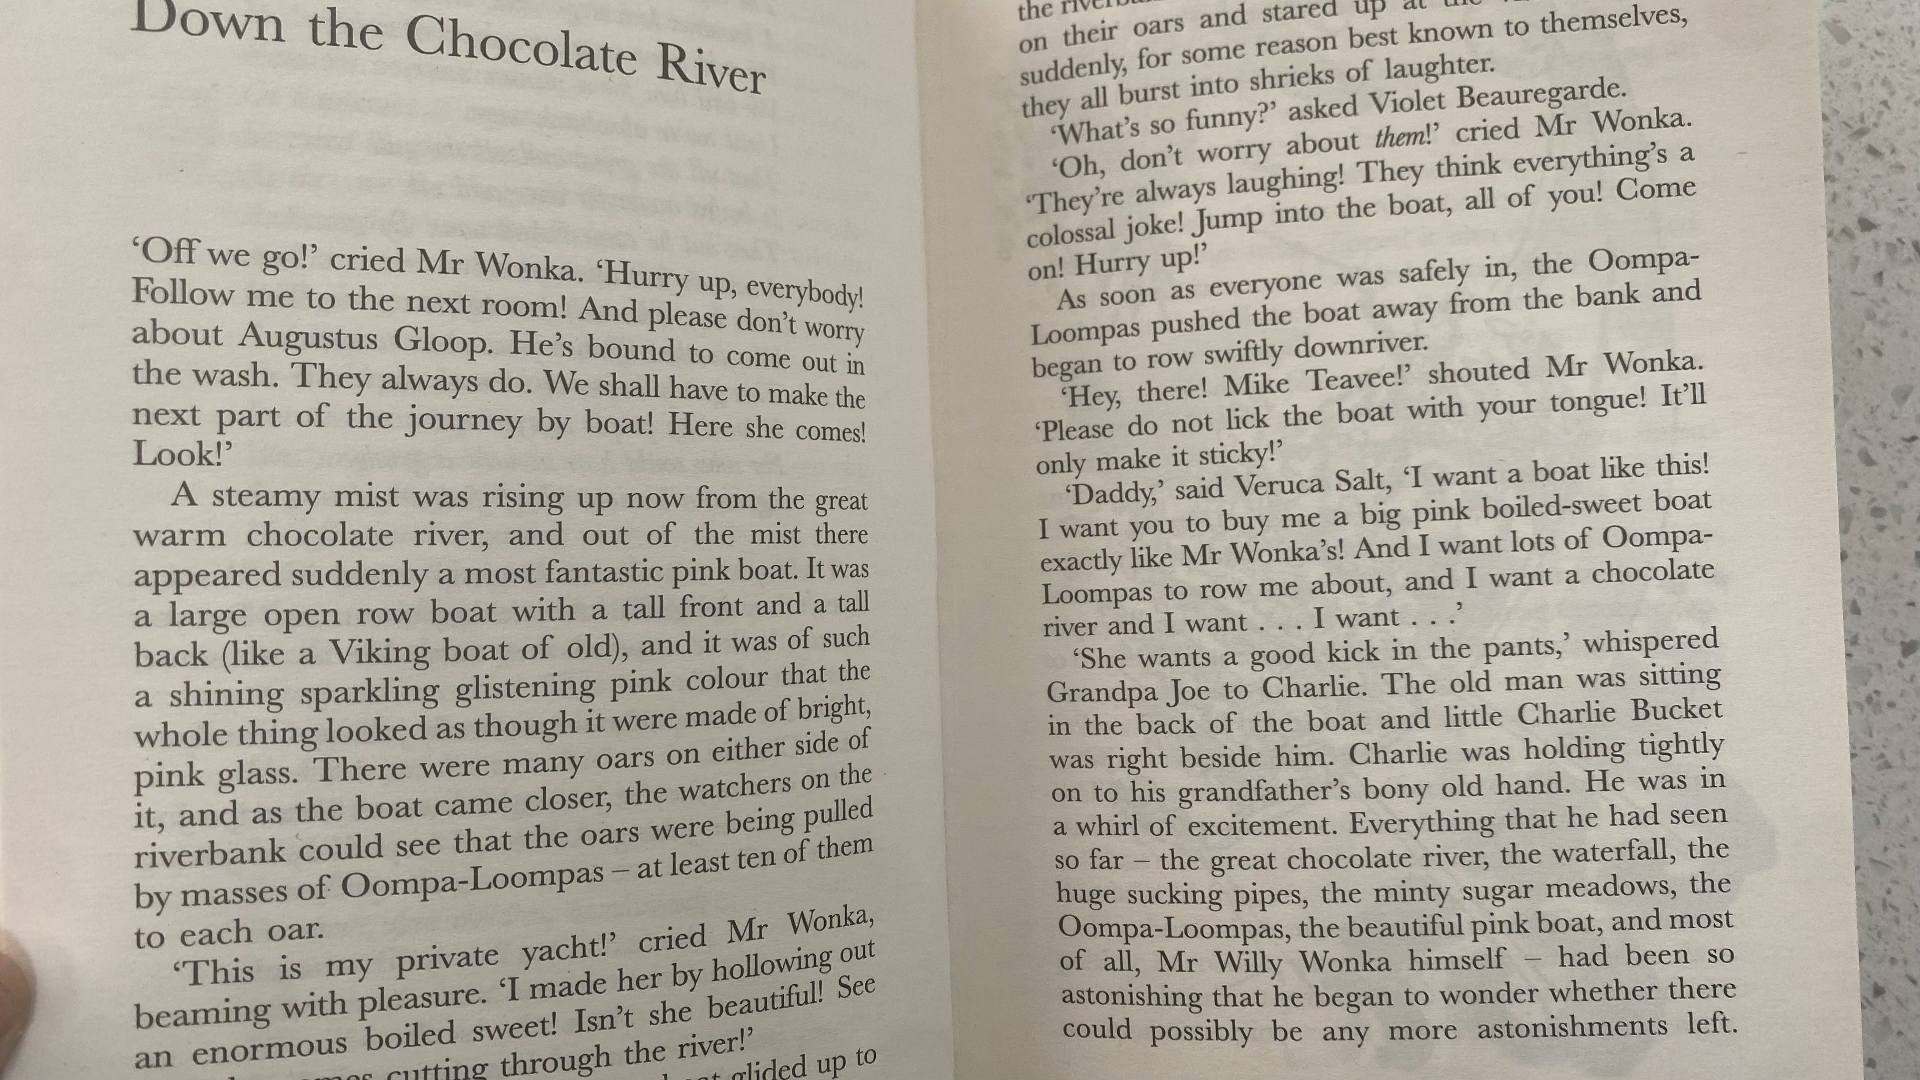 Down the Chocolate River
‘Off we go!’ cried Mr Wonka. ‘Hurry up, everybody!
Follow me to the next room! And please don’t worry
about Augustus Gloop. He’s bound to come out in
the wash. They always do. We shall have to make the
next part of the journey by boat! Here she comes!
Look!’
A steamy mist was rising up now from the great
warm chocolate river, and out of the mist there
appeared suddenly a most fantastic pink boat. It was
a large open row boat with a tall front and a tall
back (like a Viking boat of old), and it was of such
a shining sparkling glistening pink colour that the
whole thing looked as though it were made of bright,
pink glass. There were many oars on either side of
it, and as the boat came closer, the watchers on the
riverbank could see that the oars were being pulled
by masses of Oompa-Loompas – at least ten of them
to each oar.
‘This is my private yacht!’ cried Mr Wonka,
beaming with pleasure. ‘I made her by hollowing out
an enormous boiled sweet! Isn’t she beautiful! See
cutting through the river!’
glided up to
the
on their oars and stared up at
suddenly, for some reason best known to themselves,
they all burst into shrieks of laughter.
‘What’s so funny?’ asked Violet Beauregarde.
‘Oh, don’t worry about them!’ cried Mr Wonka.
‘They’re always laughing! They think everything’s a
colossal joke! Jump into the boat, all of you! Come
on! Hurry up!’
As soon as everyone was safely in, the Oompa-
Loompas pushed the boat away from the bank and
began to row swiftly downriver.
‘Hey, there! Mike Teavee!’ shouted Mr Wonka.
‘Please do not lick the boat with your tongue! It’ll
only make it sticky!’
‘Daddy,’ said Veruca Salt, ‘I want a boat like this!
I want you to buy me a big pink boiled-sweet boat
exactly like Mr Wonka’s! And I want lots of Oompa-
Loompas to row me about, and I want a chocolate
river and I want . . . I want . . .’
‘She wants a good kick in the pants,’ whispered
Grandpa Joe to Charlie. The old man was sitting
in the back of the boat and little Charlie Bucket
was right beside him. Charlie was holding tightly
on to his grandfather’s bony old hand. He was in
a whirl of excitement. Everything that he had seen
so far – the great chocolate river, the waterfall, the
huge sucking pipes, the minty sugar meadows, the
Oompa-Loompas, the beautiful pink boat, and most
of all, Mr Willy Wonka himself – had been so
astonishing that he began to wonder whether there
could possibly be any more astonishments left.